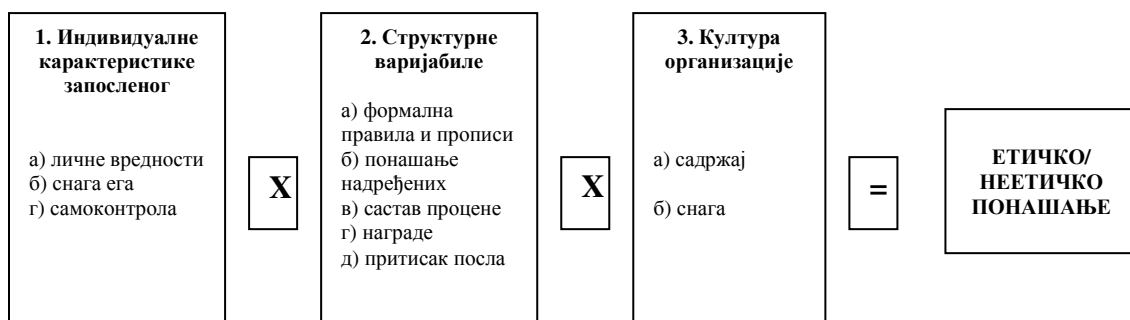 1. Индивидуалне
карактеристике
запосленог
а) личне вредности
б) снага ега
г) самоконтрола
X
2. Структурне
варијабиле
а) формална
правила и прописи
б) понашање
надређених
в) састав процене
г) награде
д) притисак посла
X
3. Култура
организације
а) садржај
б) снага
=
ЕТИЧКО/
НЕЕТИЧКО
ПОНАШАЊЕ